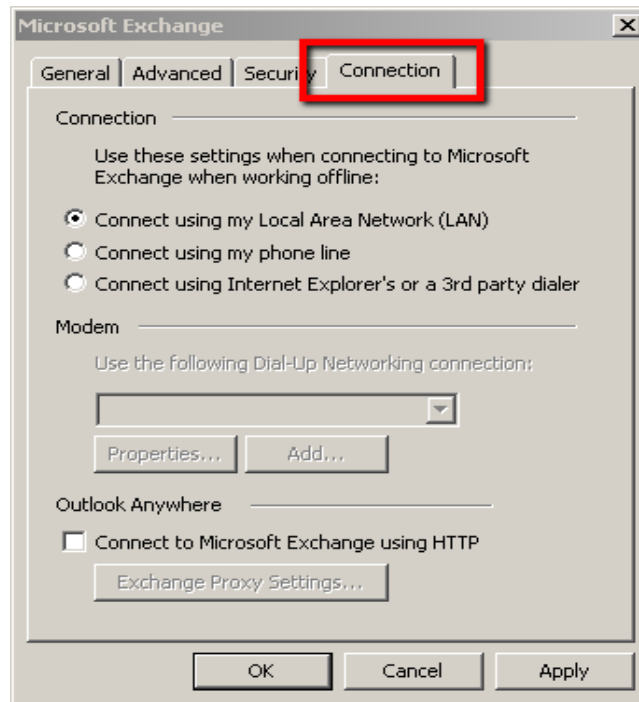 Microsoft Exchange
General Advanced Security Connection
Connection
Use these settings when connecting to Microsoft
Exchange when working offline:
Connect using my Local Area Network (LAN)
Connect using my phone line
Connect using Internet Explorer's or a 3rd party dialer
Modem
Use the following Dial-Up Networking connection:
Properties... Add...
Outlook Anywhere
Connect to Microsoft Exchange using HTTP
Exchange Proxy Settings...
OK Cancel Apply